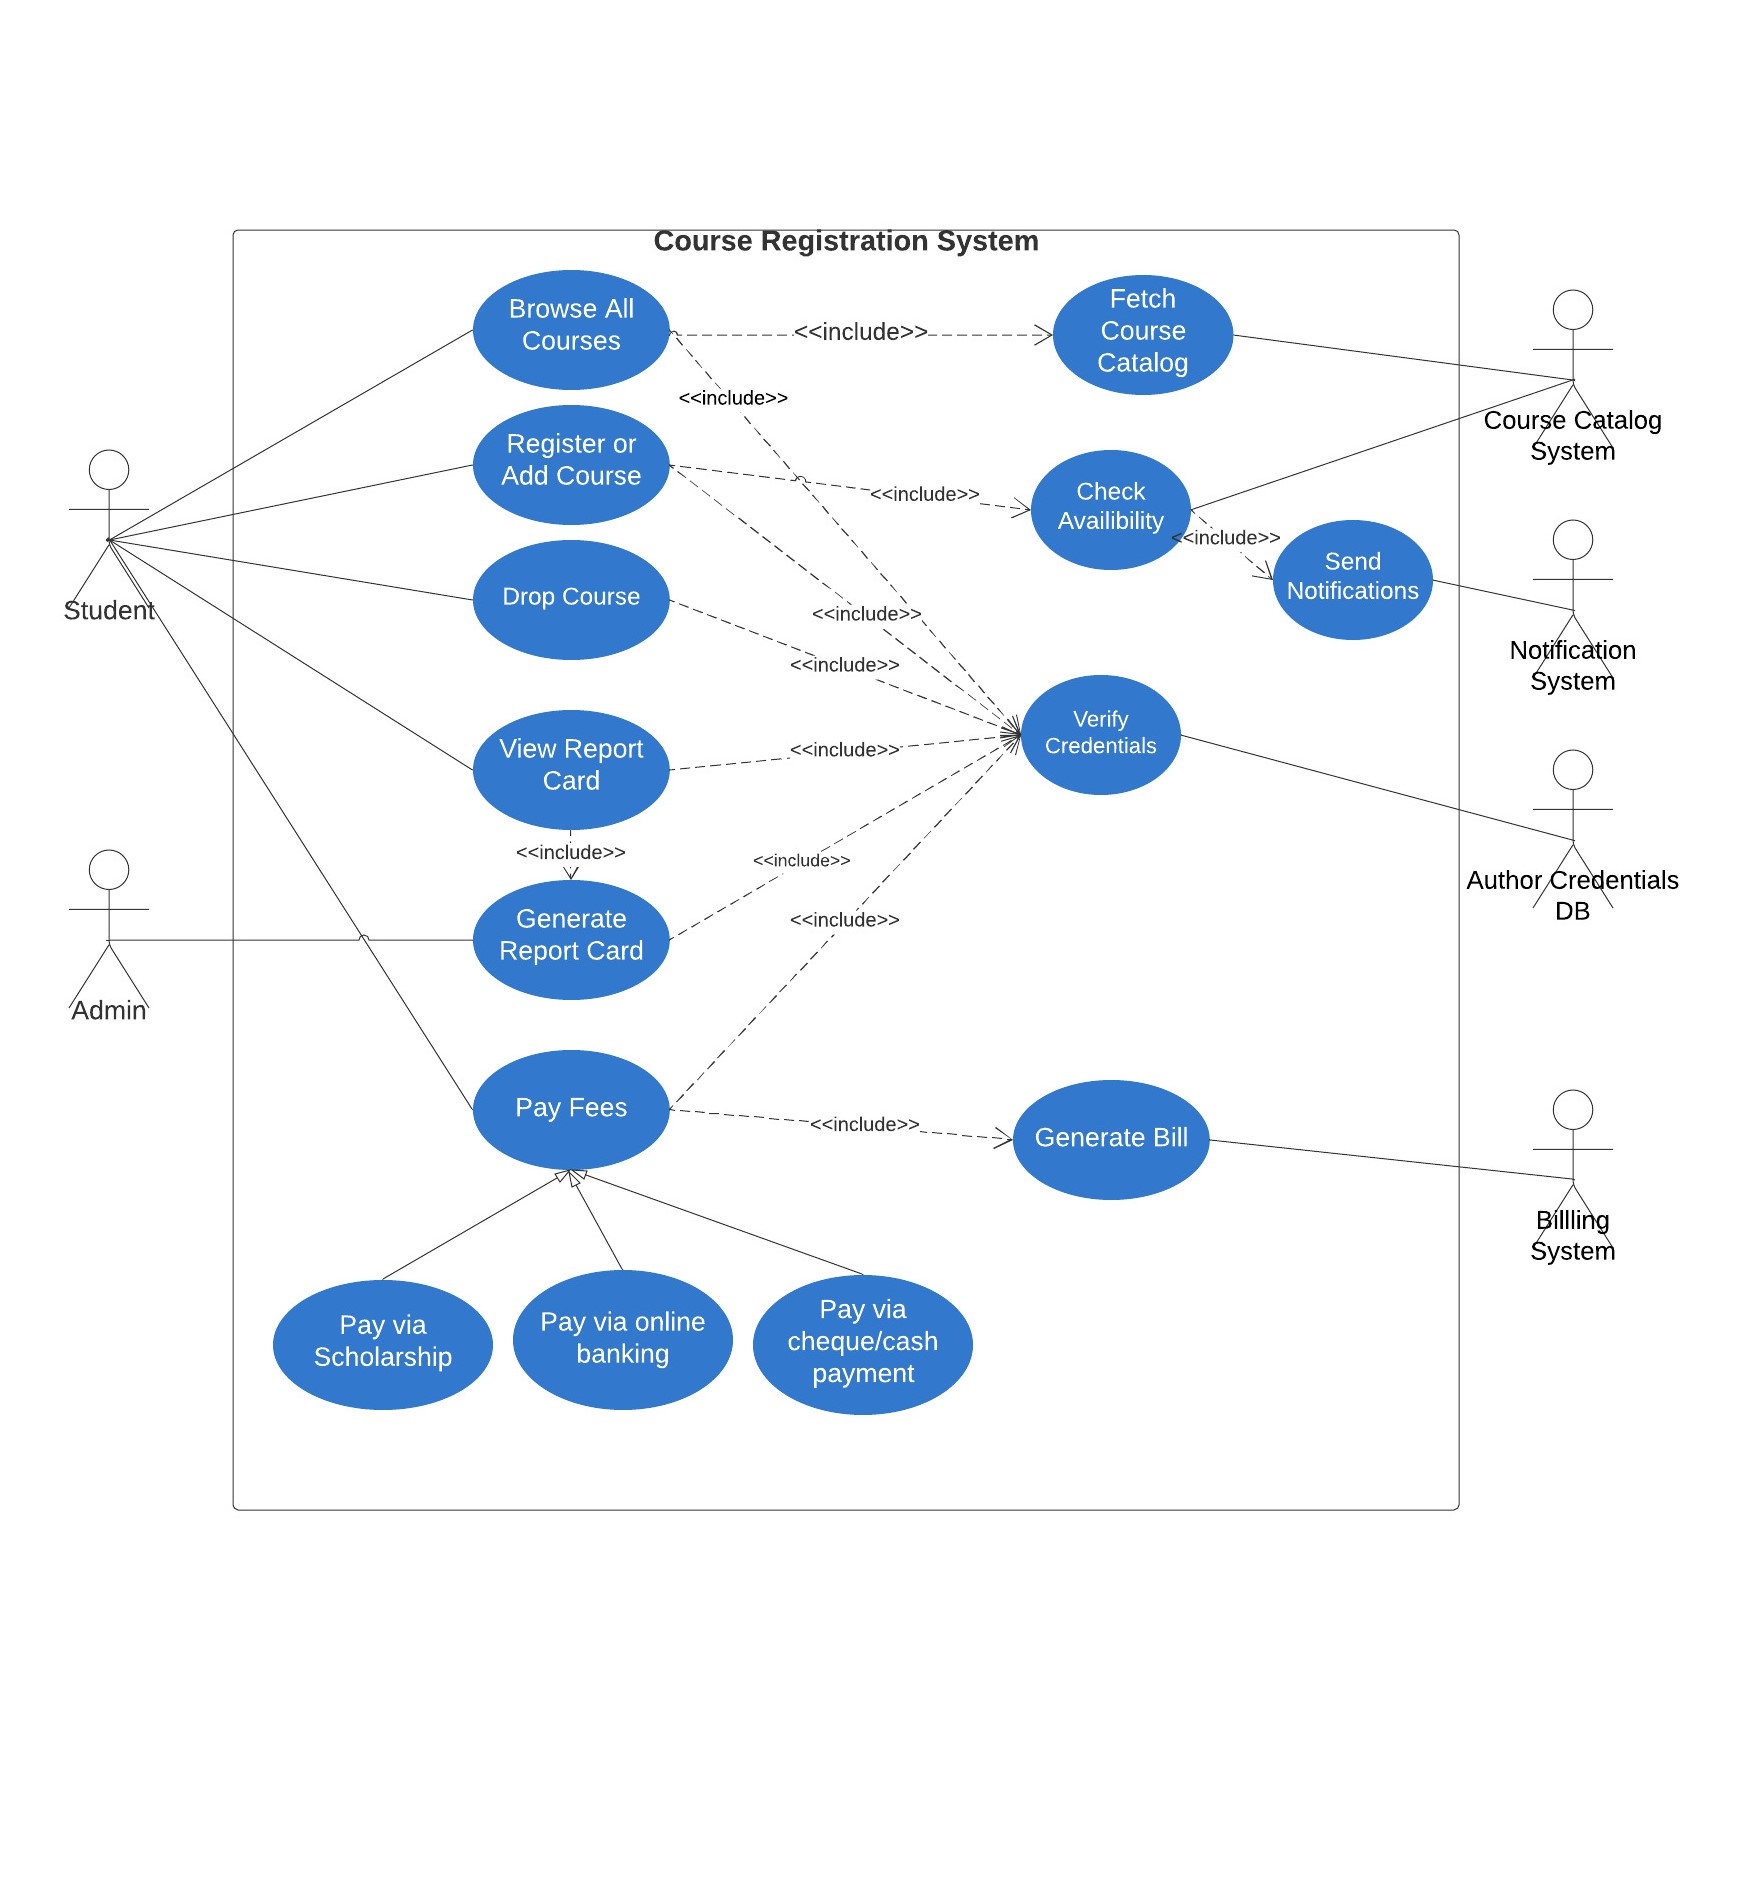 Course Registration System
Browse All
Courses
<<include>>
Fetch
Course
Catalog
<<include>>
Course Catalog
System
Register or
Add Course
<<include>>
Check
Availibility
<<include>>
Send
Notifications
Student
Drop Course
<<include>>
<<include>>
Notification
System
Verify
Credentials
View Report
Card
<<include>>
<<include>>
<<include>>
Author Credentials
DB
Generate
Report Card
<<include>>
Admin
Pay Fees
<<include>>
Generate Bill
Billling
System
Pay via
Scholarship
Pay via online
banking
Pay via
cheque/cash
payment